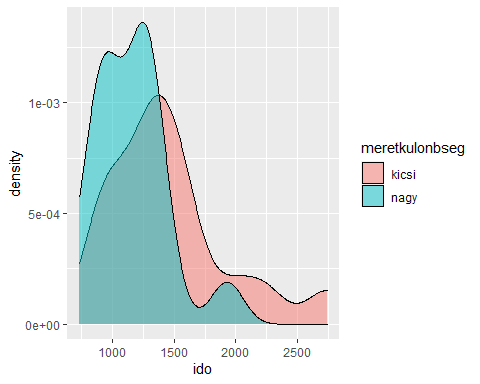 1e-03
5e-04
0e+00
density
1000
1500
2000
2500
ido
meretkulonbseg
kicsi
nagy